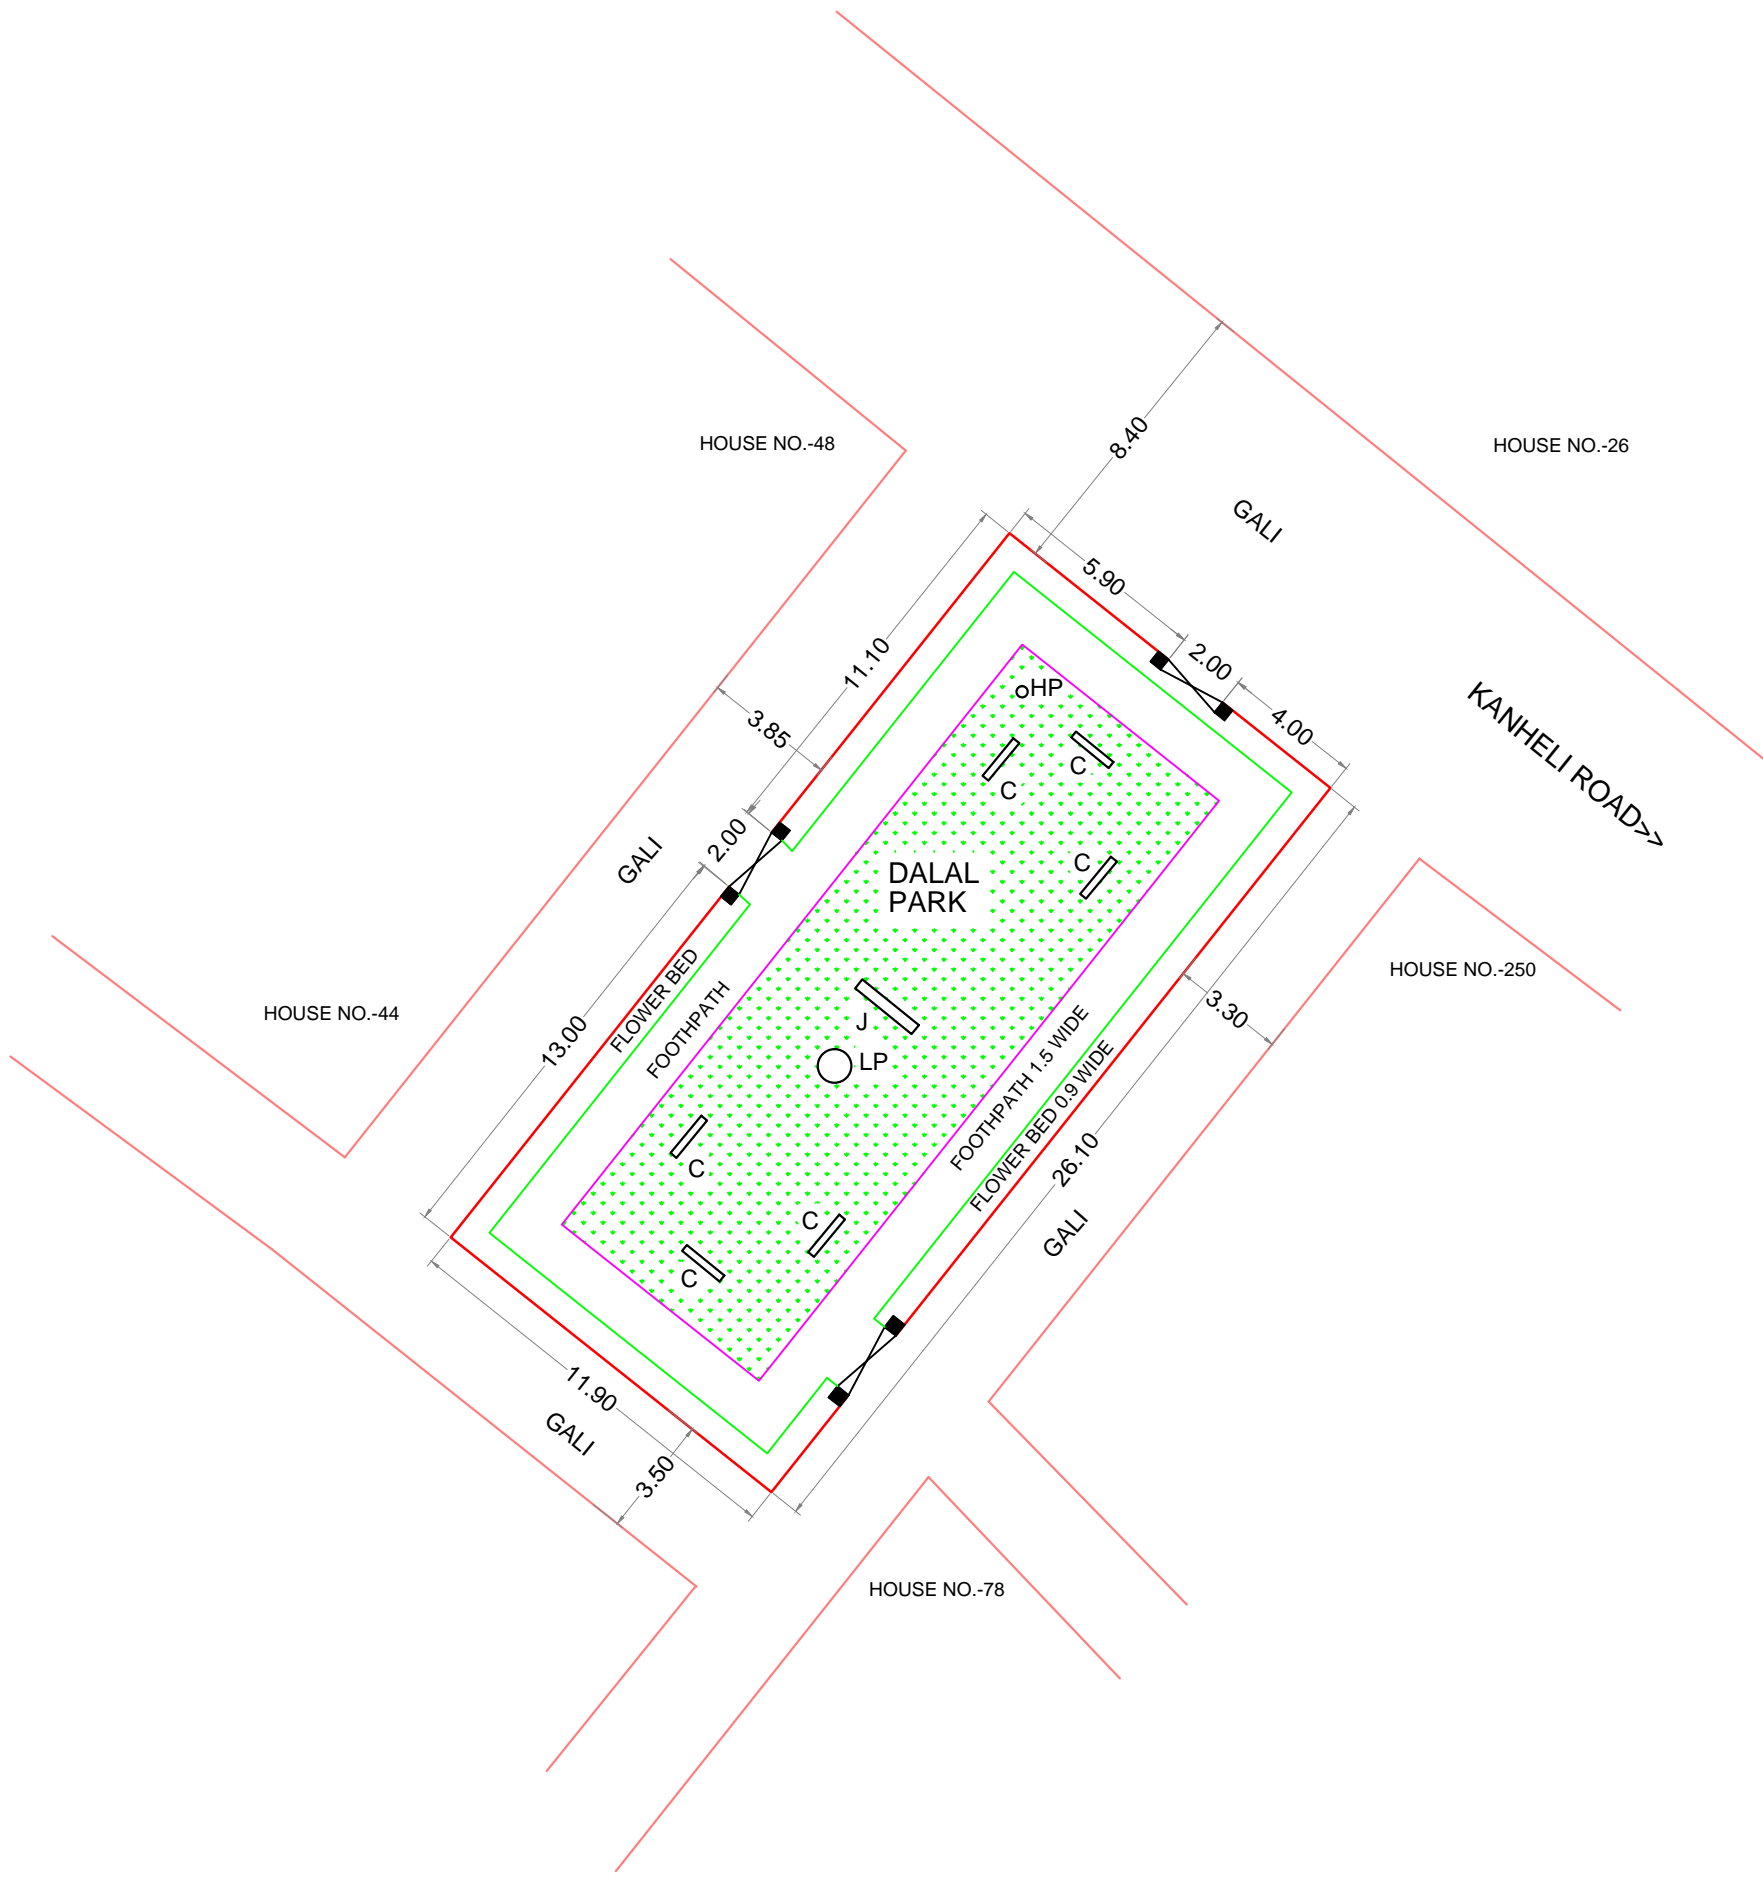 HOUSE NO.-48
HOUSE NO.-26
8.40
GALI
5.90
11.10
2.00
HP
4.00
KANHELI ROAD>>
3.85
C
C
2.00
GALI
C
DALAL
PARK
HOUSE NO.-250
FLOWER BED
FOOTHPATH
HOUSE NO.-44
3.30
J
13.00
LP
FOOTHPATH 1.5 WIDE
FLOWER BED 0.9 WIDE
26.10
C
C
GALI
C
11.90
GALI
3.50
HOUSE NO.-78